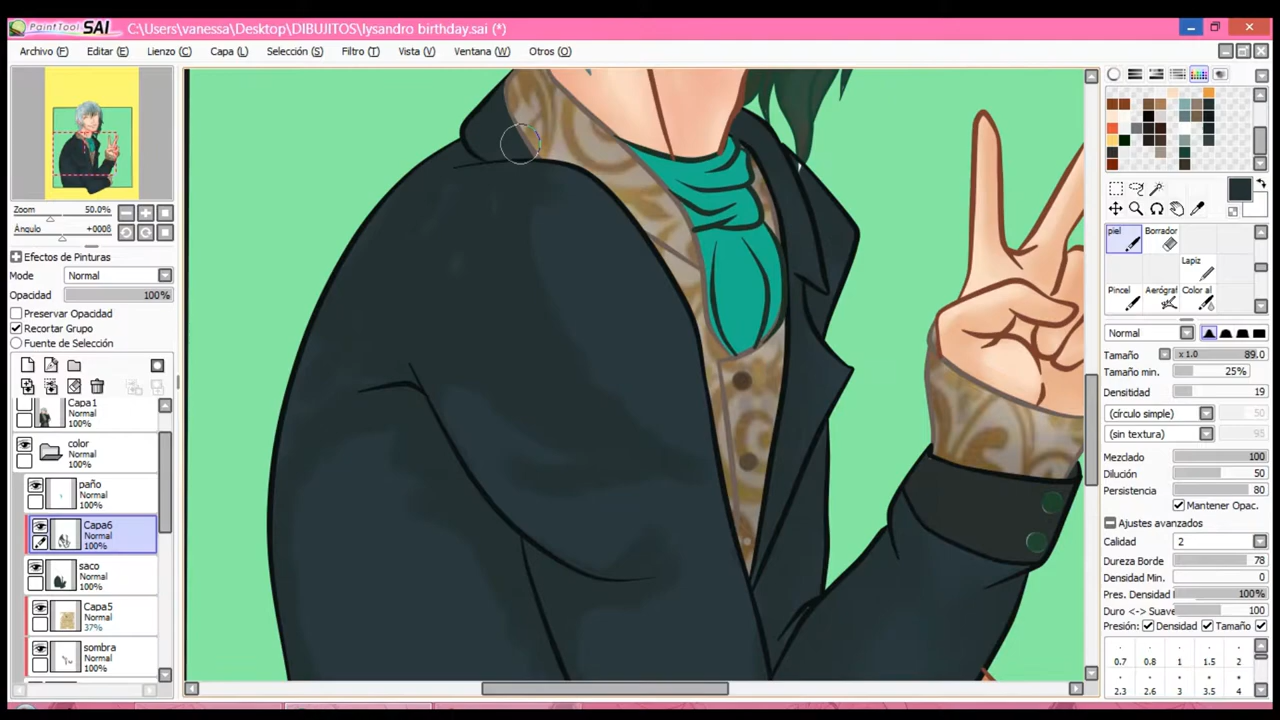 PaintTool SAI C:\Users\vanessa\Desktop\DIBUJITOS\lysandro birthday.sai (*)
Archivo (F) Editar (E) Lienzo (C) Capa (L) Selección (S) Filtro (T) Vista (V) Ventana (W) Otros (O)
Zoom 50.0%
Ángulo +0008
Efectos de Pinturas
Mode Normal
Opacidad 100%
Preservar Opacidad
Recortar Grupo
Fuente de Selección
Capa1
Normal
100%
color
Normal
100%
paño
Normal
100%
Capa6
Normal
100%
saco
Normal
100%
Capa5
Normal
37%
sombra
Normal
100%
piel Borrador
Lapiz
Pincel Aerógraf Color al
Normal
Tamaño x 1.0 89.0
Tamaño min. 25%
Densitidad 19
(círculo simple) 50
(sin textura) 95
Mezclado 100
Dilución 50
Persistencia 80
Mantener Opac.
Ajustes avanzados
Calidad 2
Dureza Borde 78
Densidad Min. 0
Pres. Densidad 100%
Duro <-> Suave 100
Presión: Densidad Tamaño
0.7 0.8 1 1.5 2
2.3 2.6 3 3.5 4